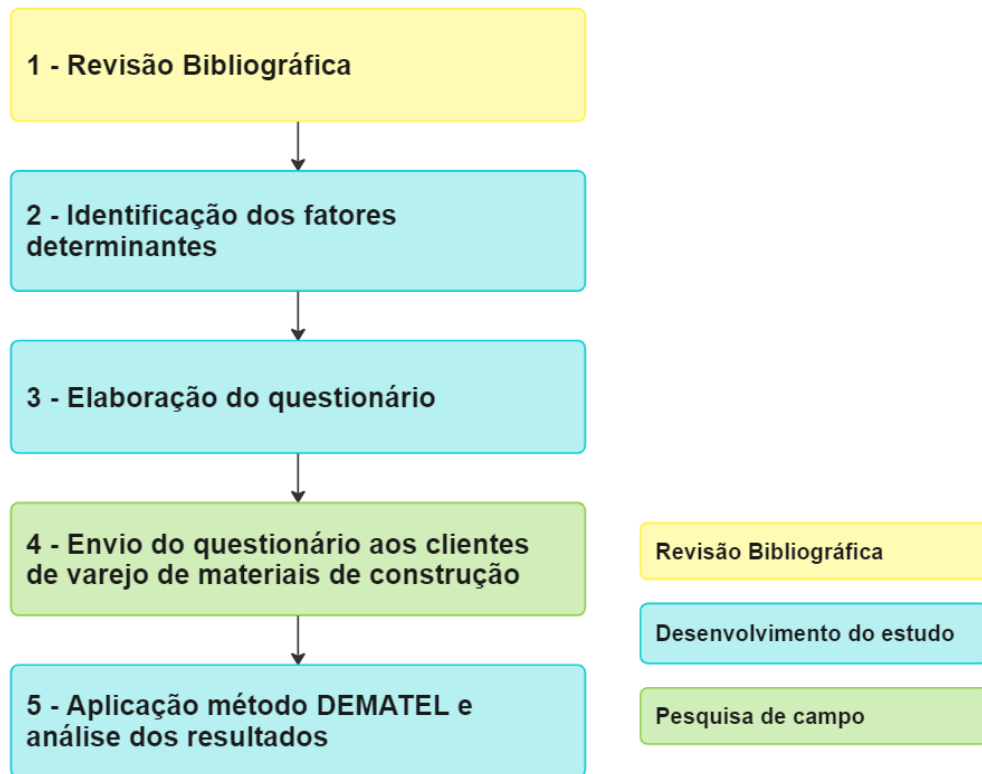 1 - Revisão Bibliográfica
2 - Identificação dos fatores
determinantes
3 - Elaboração do questionário
4 - Envio do questionário aos clientes
de varejo de materiais de construção
5 - Aplicação método DEMATEL e
análise dos resultados
Revisão Bibliográfica
Desenvolvimento do estudo
Pesquisa de campo